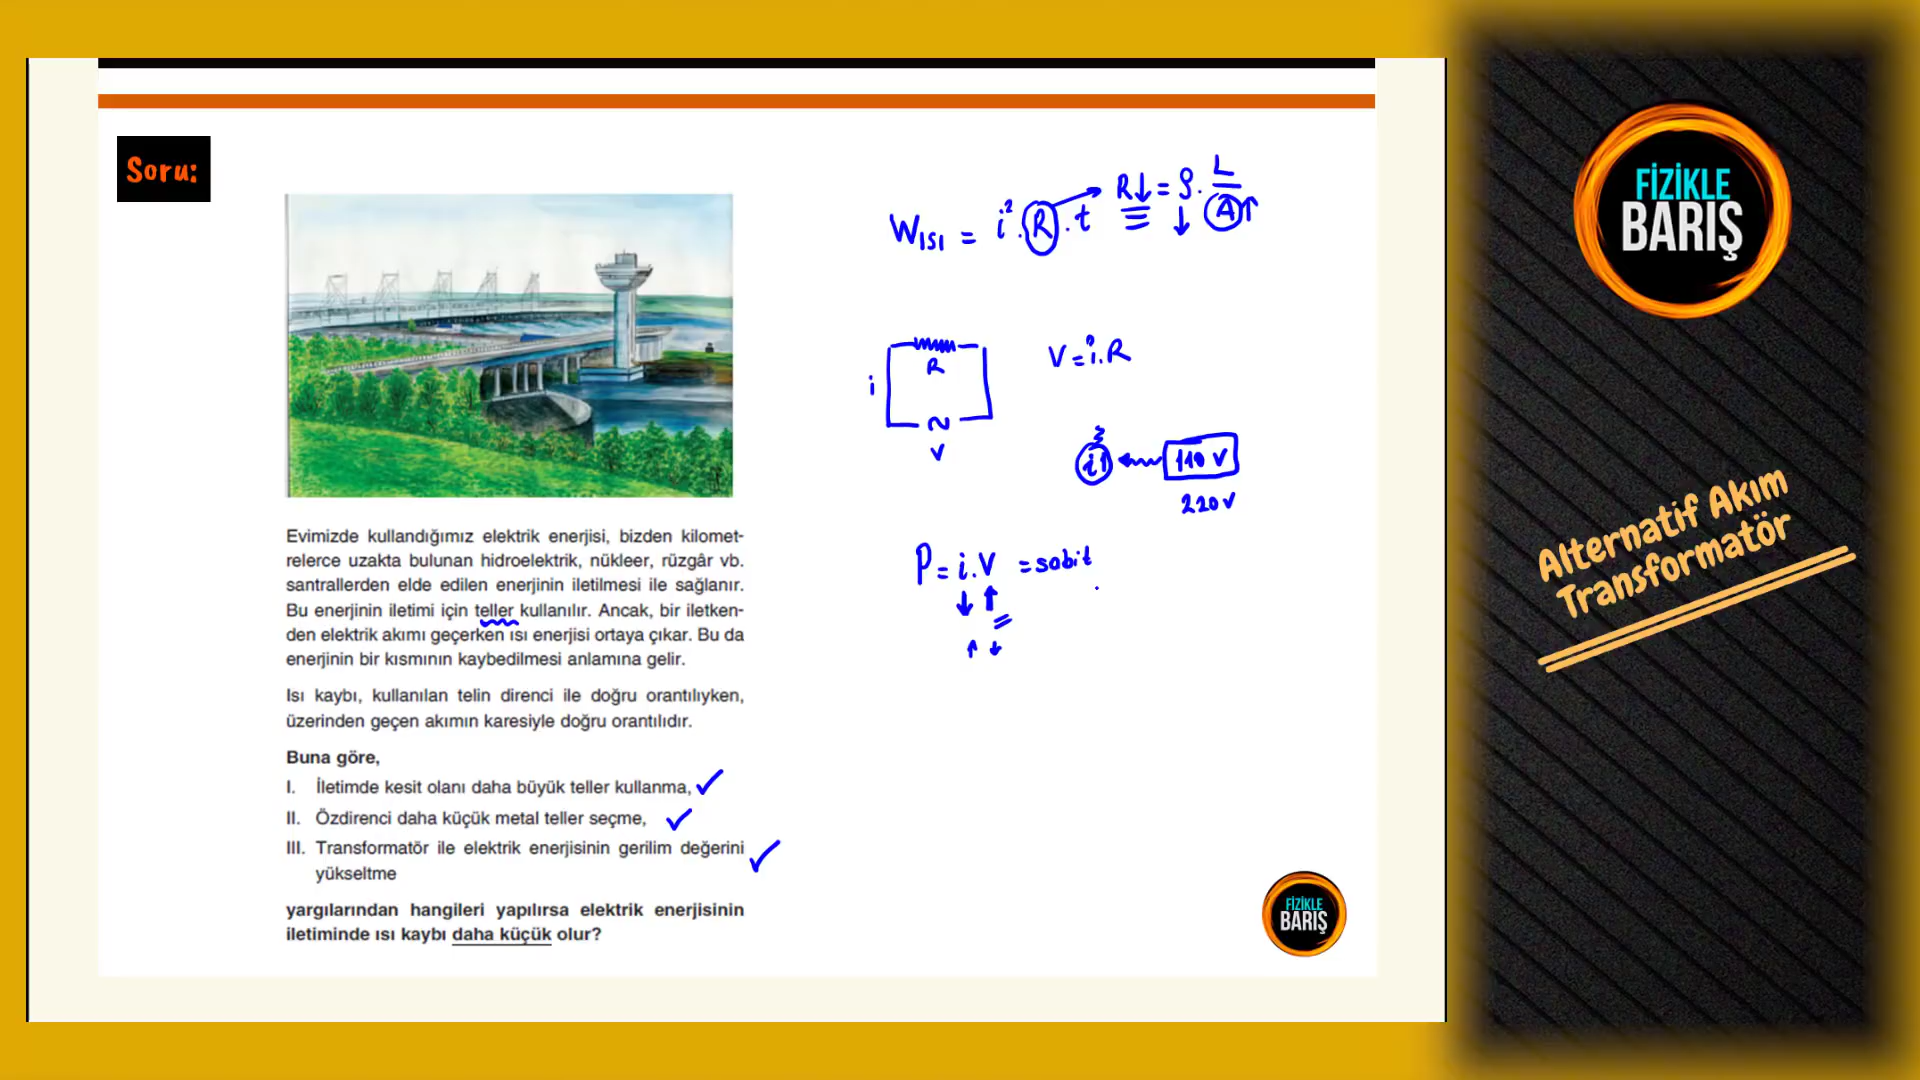 Soru:
Evimizde kullandığımız elektrik enerjisi, bizden kilomet-
relerce uzakta bulunan hidroelektrik, nükleer, rüzgâr vb.
santrallerden elde edilen enerjinin iletilmesi ile sağlanır.
Bu enerjinin iletimi için teller kullanılır. Ancak, bir iletken-
den elektrik akımı geçerken ısı enerjisi ortaya çıkar. Bu da
enerjinin bir kısmının kaybedilmesi anlamına gelir.
Isı kaybı, kullanılan telin direnci ile doğru orantılıyken,
üzerinden geçen akımın karesiyle doğru orantılıdır.
Buna göre,
I. İletimde kesit olanı daha büyük teller kullanma, ✓
II. Özdirenci daha küçük metal teller seçme, ✓
III. Transformatör ile elektrik enerjisinin gerilim değerini ✓
yükseltme
yargılarından hangileri yapılırsa elektrik enerjisinin
iletiminde ısı kaybı daha küçük olur?
WISI = i².R.t → R↓ = ρ↓ . L/A↑
R
i
V
V = i.R
i↑ ← 110 V
220 V
P = i.V = sabit
↓ ↑
↑ ↓
FİZİKLE
BARIŞ
FİZİKLE
BARIŞ
Alternatif Akım
Transformatör